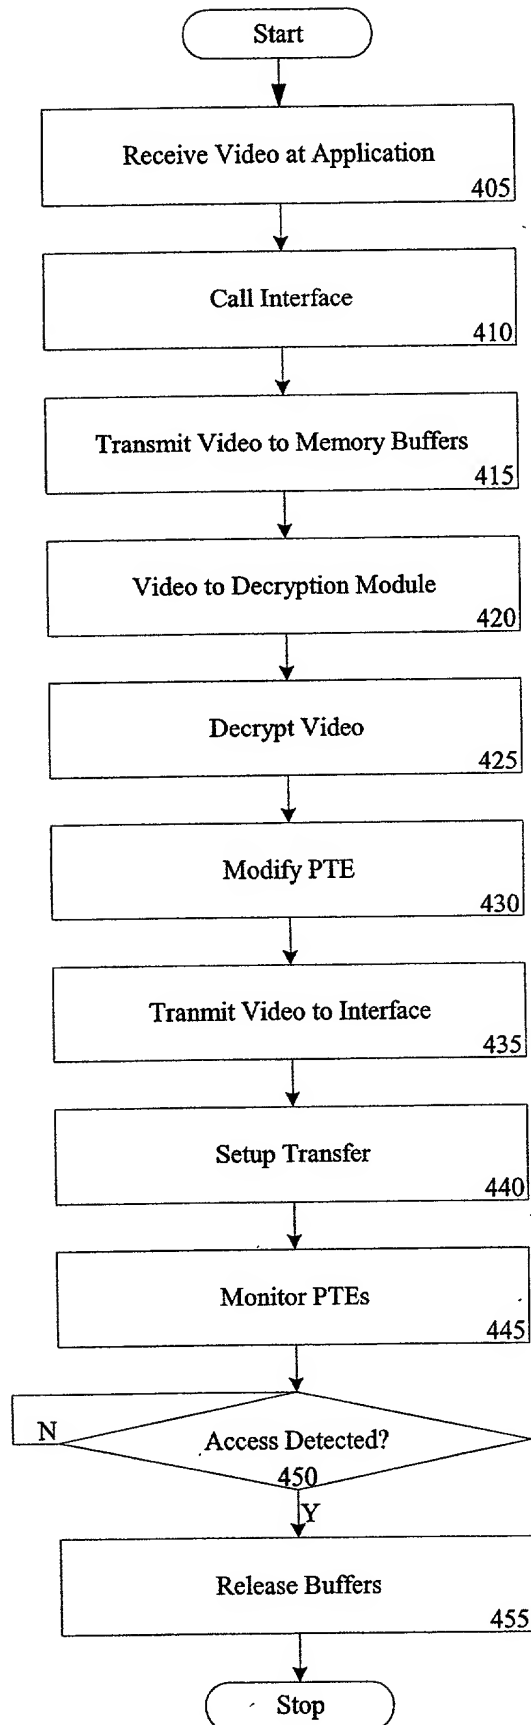 Start
Receive Video at Application
405
Call Interface
410
Transmit Video to Memory Buffers
415
Video to Decryption Module
420
Decrypt Video
425
Modify PTE
430
Tranmit Video to Interface
435
Setup Transfer
440
Monitor PTEs
445
N
Access Detected?
450
Y
Release Buffers
455
Stop